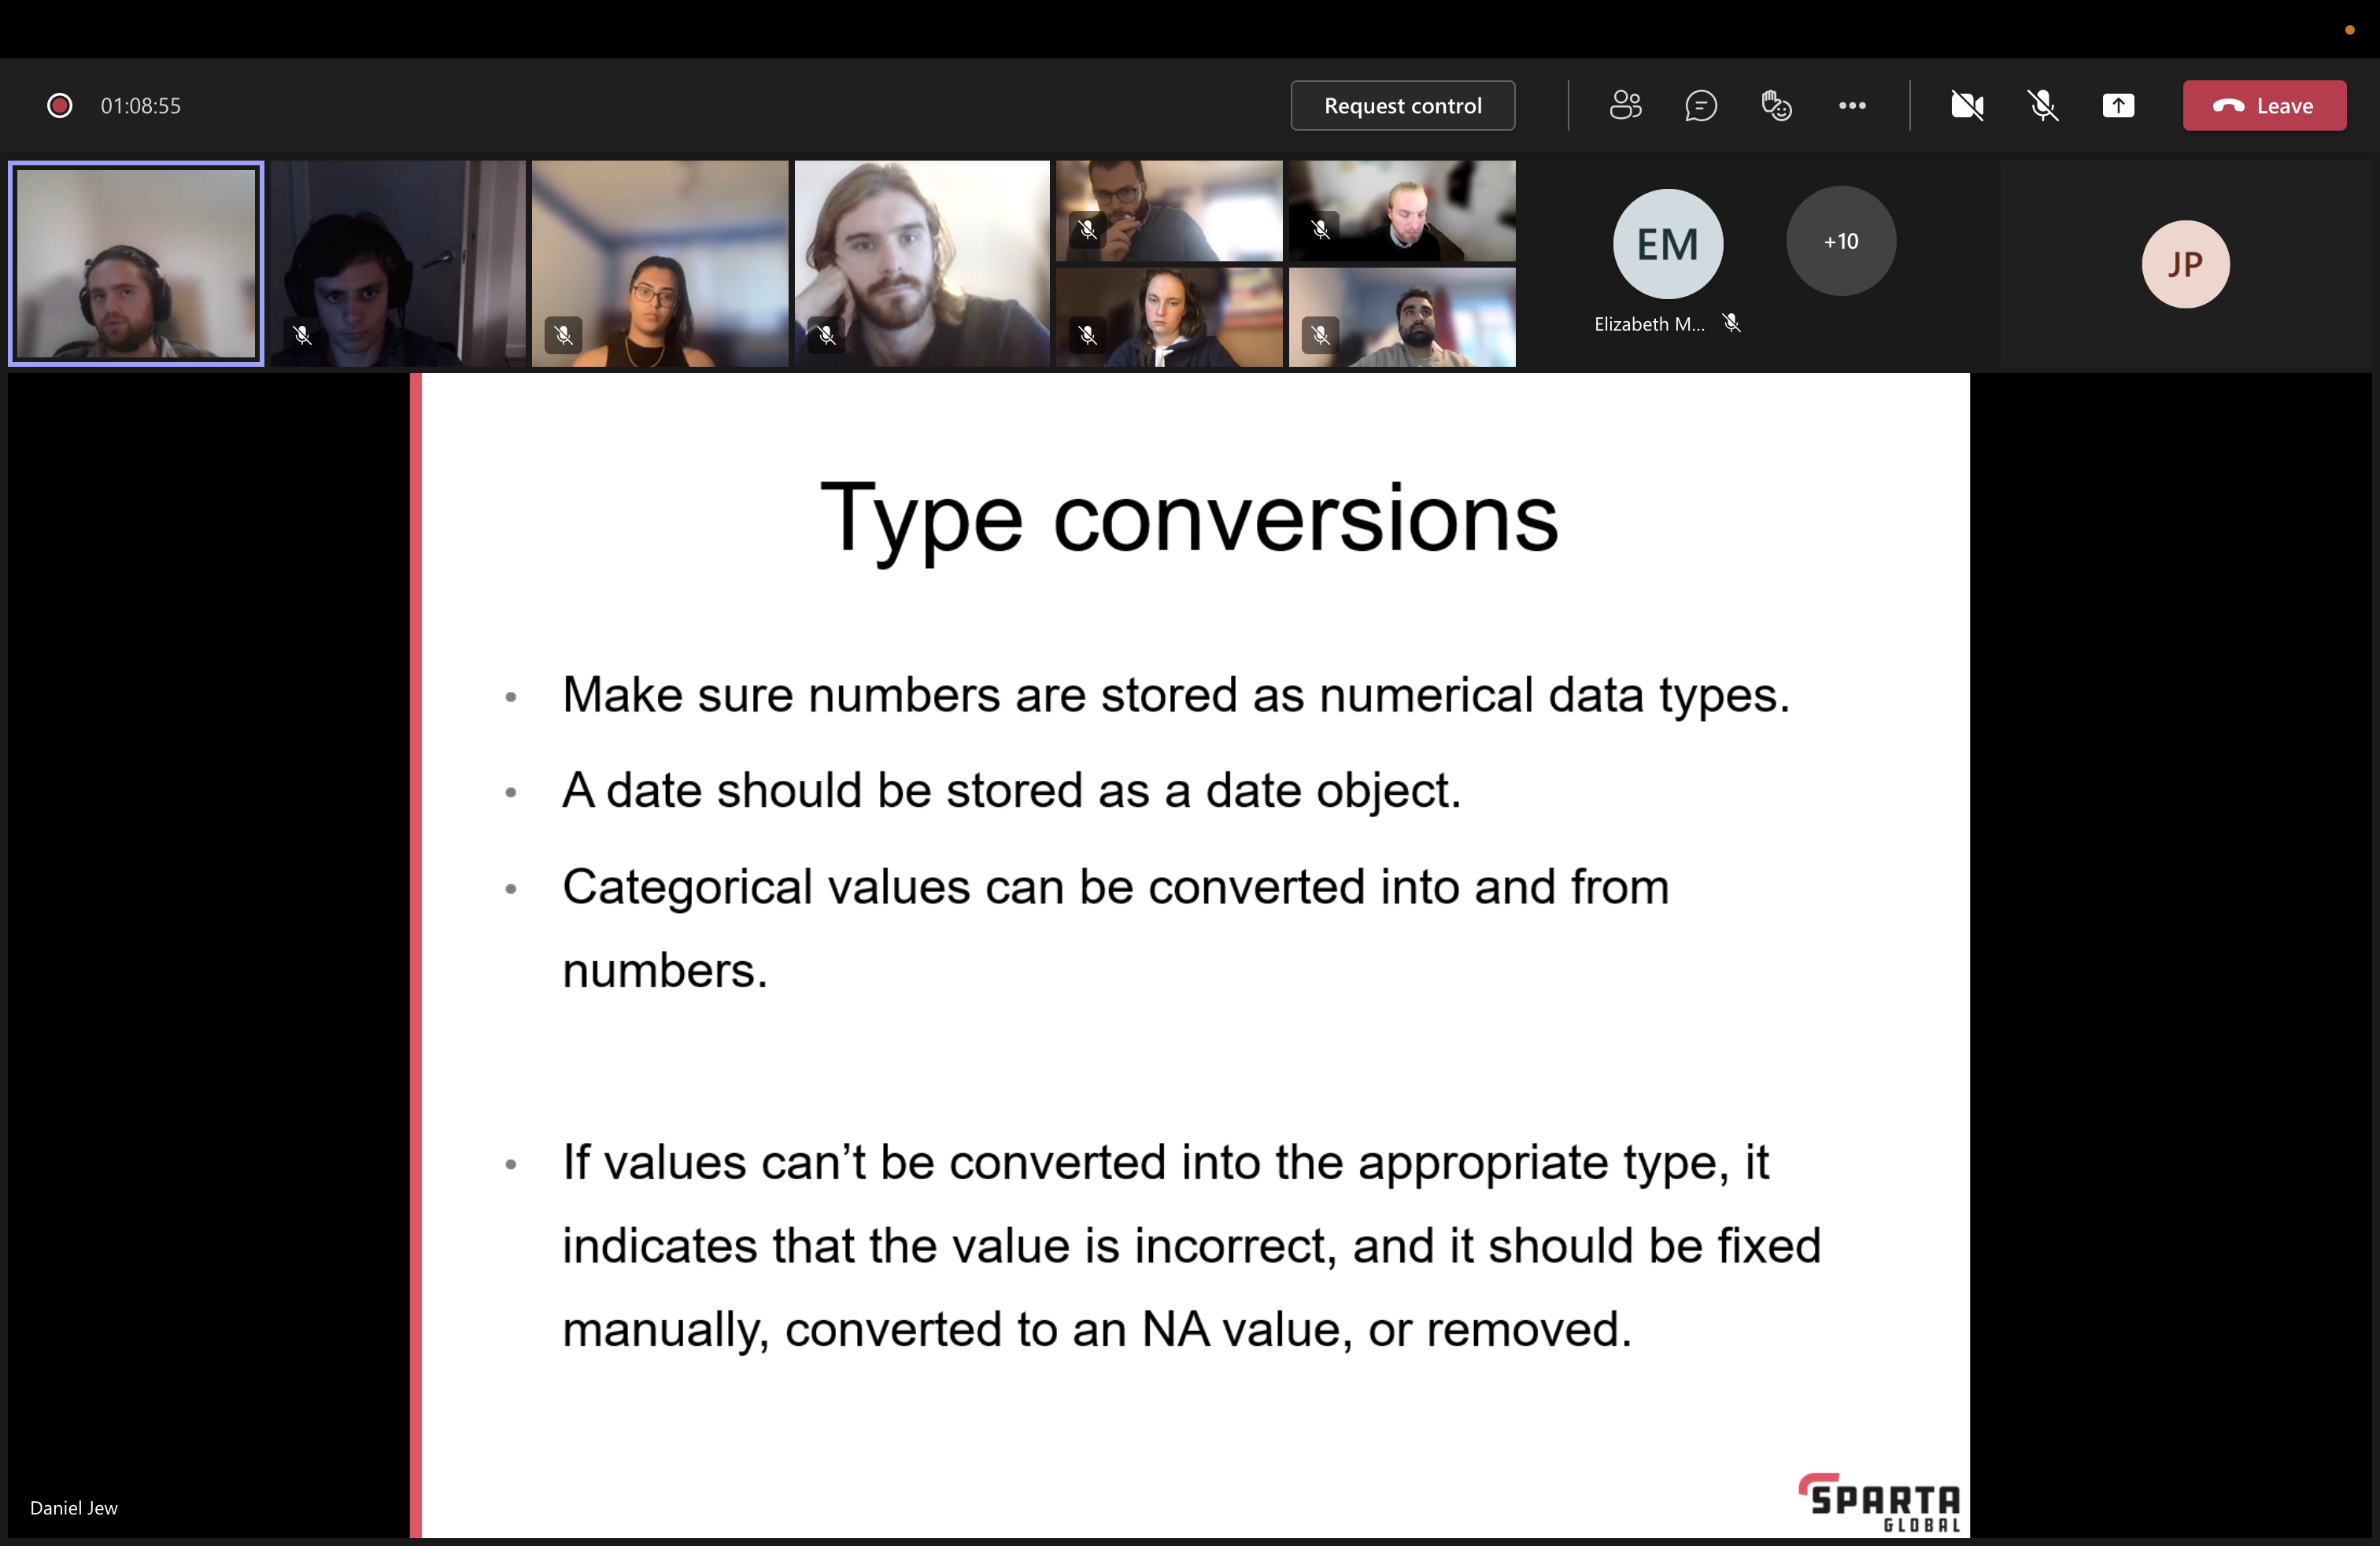 01:08:55
Request control
Leave
EM
+10
JP
Elizabeth M...
Type conversions
Make sure numbers are stored as numerical data types.
A date should be stored as a date object.
Categorical values can be converted into and from
numbers.
If values can’t be converted into the appropriate type, it
indicates that the value is incorrect, and it should be fixed
manually, converted to an NA value, or removed.
Daniel Jew
SPARTA
GLOBAL